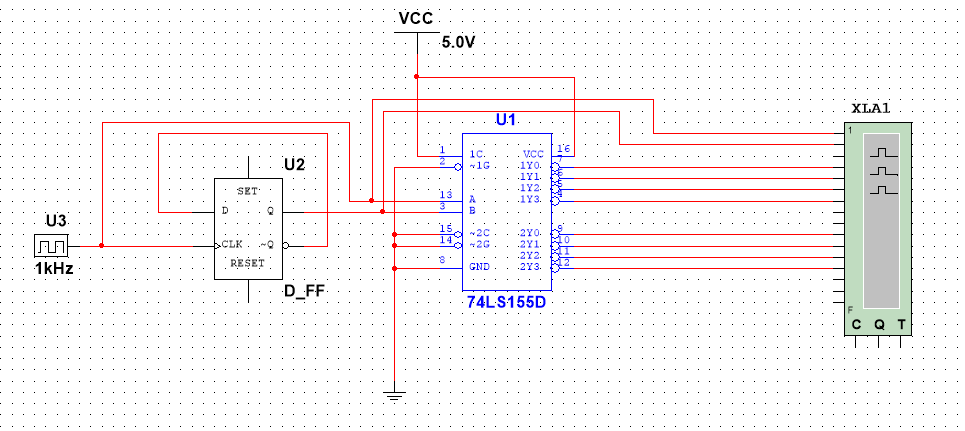 VCC
5.0V
XLA1
U1
U2
U3
1kHz
SET
D
Q
CLK
~Q
RESET
D_FF
1
1C
VCC
16
2
~1G
1Y0
7
1Y1
6
1Y2
5
13
A
1Y3
4
3
B
15
~2C
2Y0
9
14
~2G
2Y1
10
2Y2
11
8
GND
2Y3
12
74LS155D
1
F
C Q T